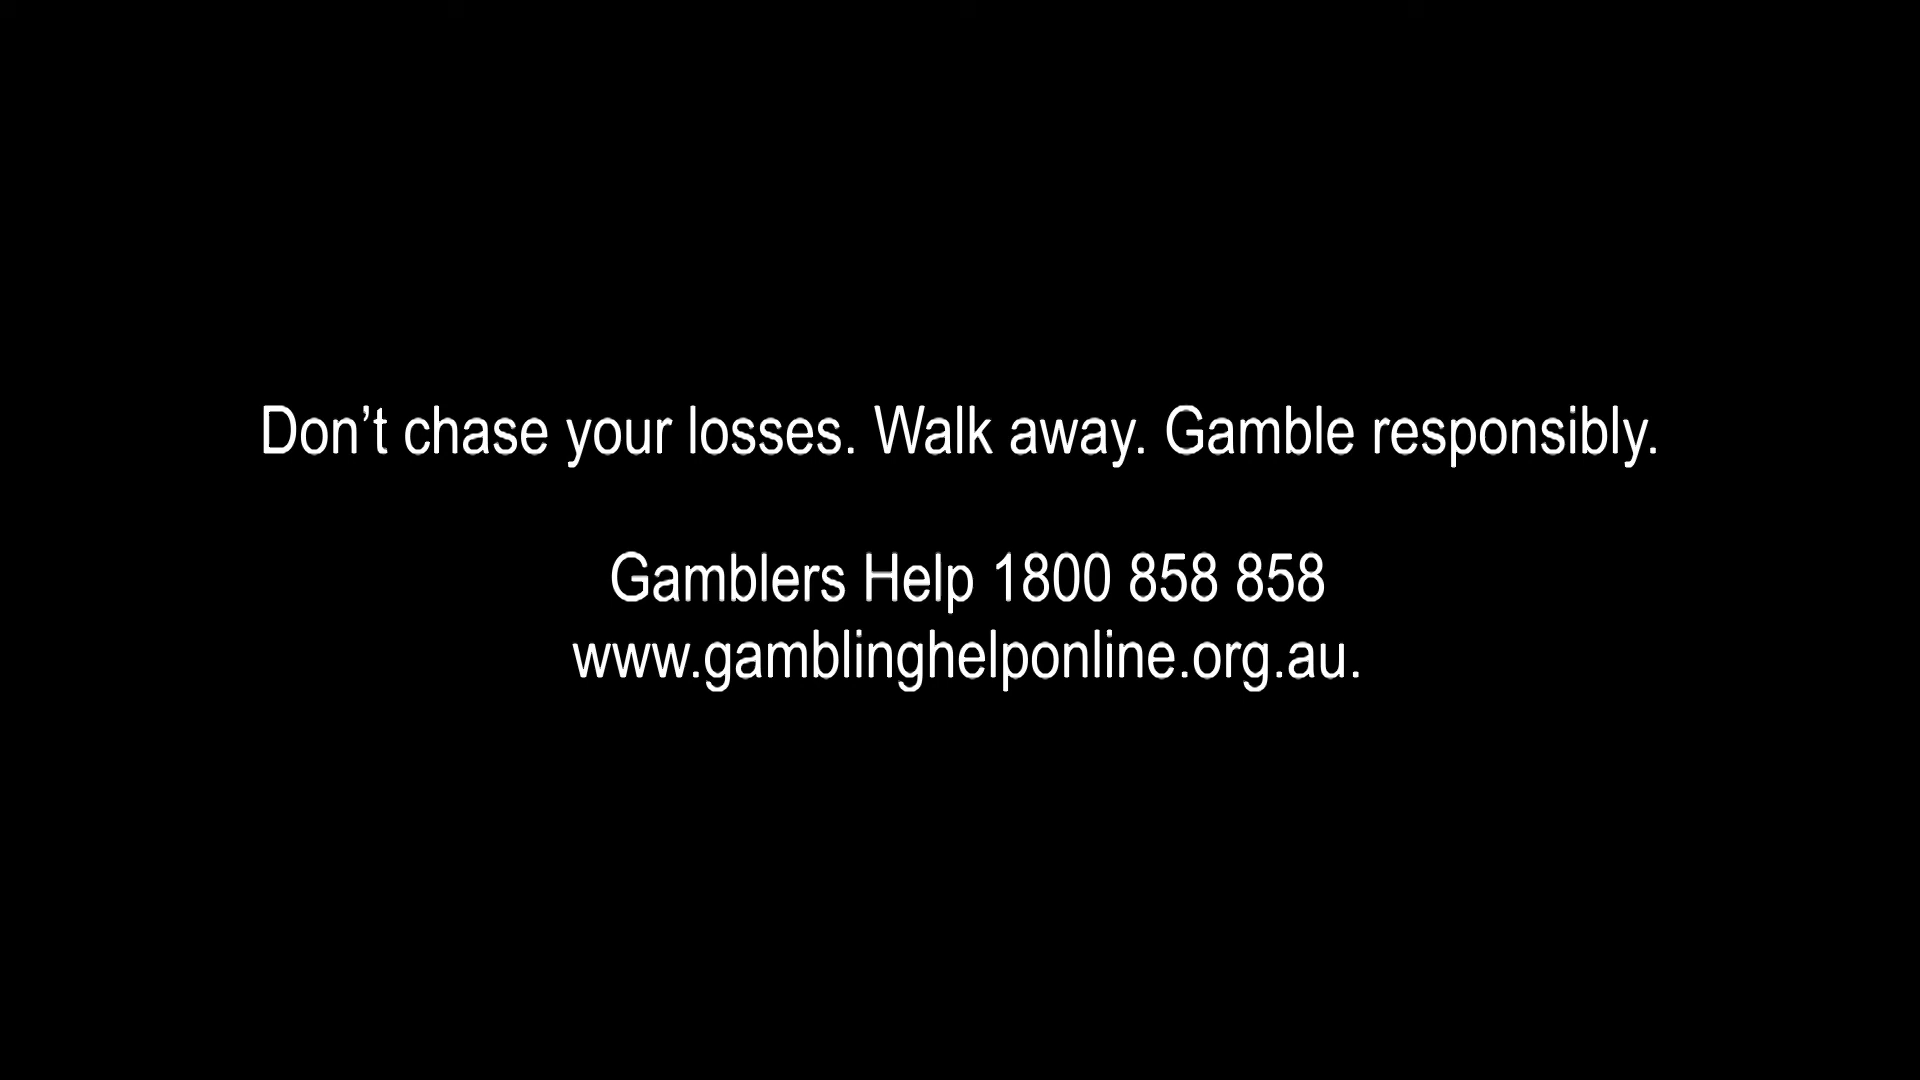 Don’t chase your losses. Walk away. Gamble responsibly.
Gamblers Help 1800 858 858
www.gamblinghelponline.org.au.